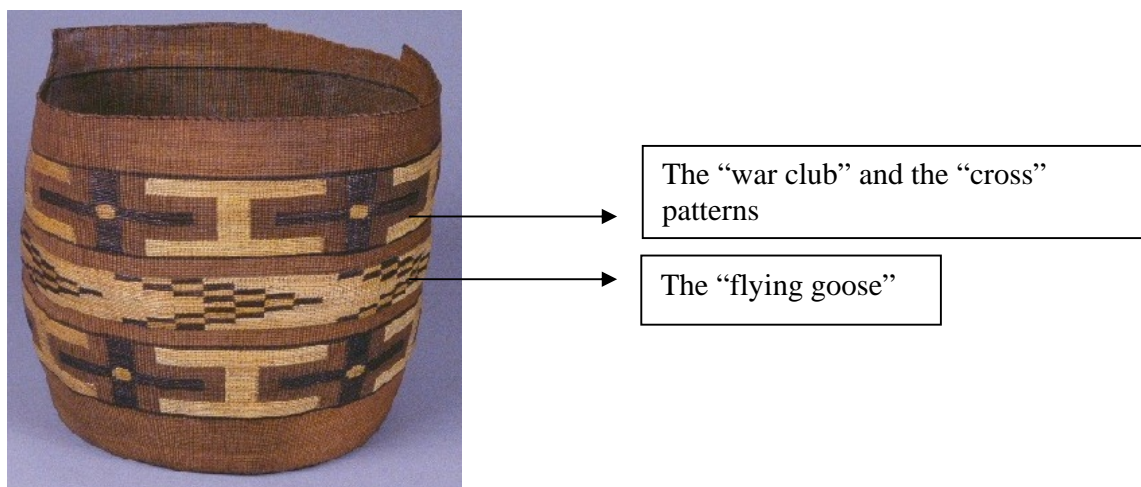 The “war club” and the “cross”
patterns
The “flying goose”